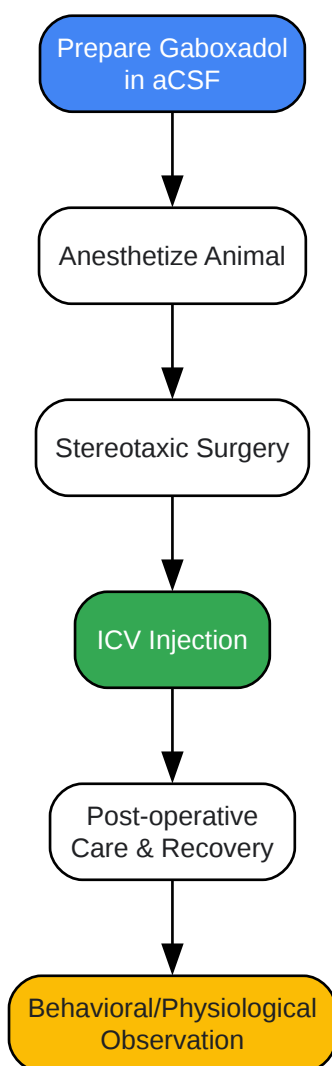 Prepare Gaboxadol
in aCSF
Anesthetize Animal
Stereotaxic Surgery
ICV Injection
Post-operative
Care & Recovery
Behavioral/Physiological
Observation